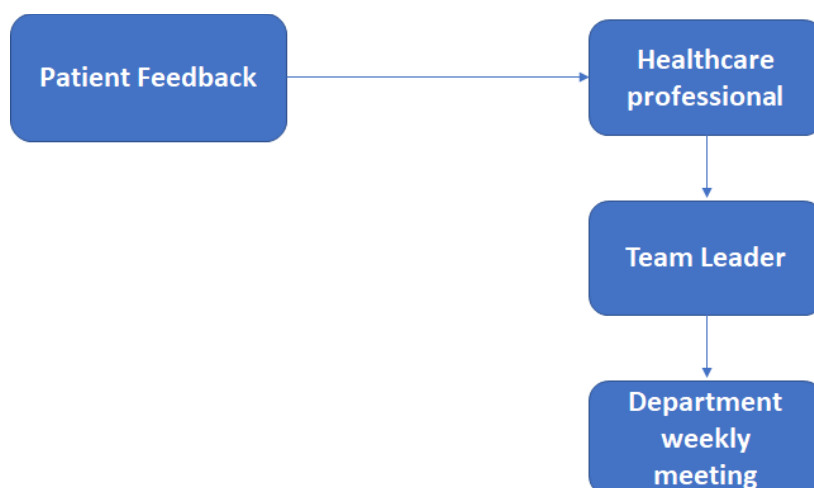 Patient Feedback
Healthcare
professional
Team Leader
Department
weekly
meeting